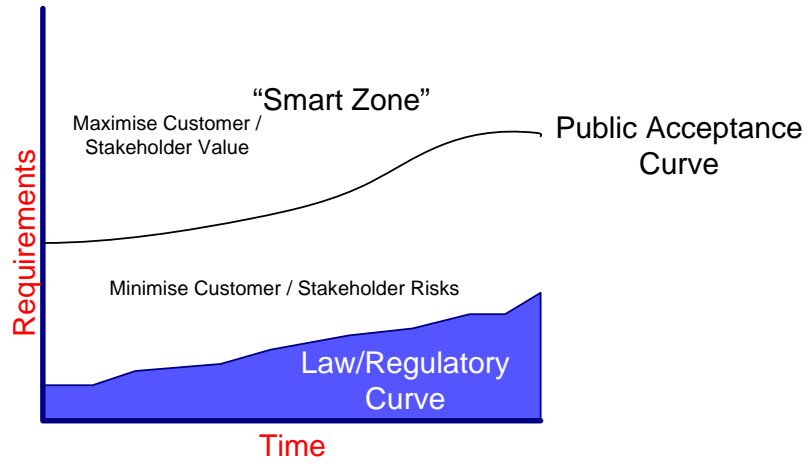 “Smart Zone”
Maximise Customer /
Stakeholder Value
Public Acceptance
Curve
Requirements
Minimise Customer / Stakeholder Risks
Law/Regulatory
Curve
Time